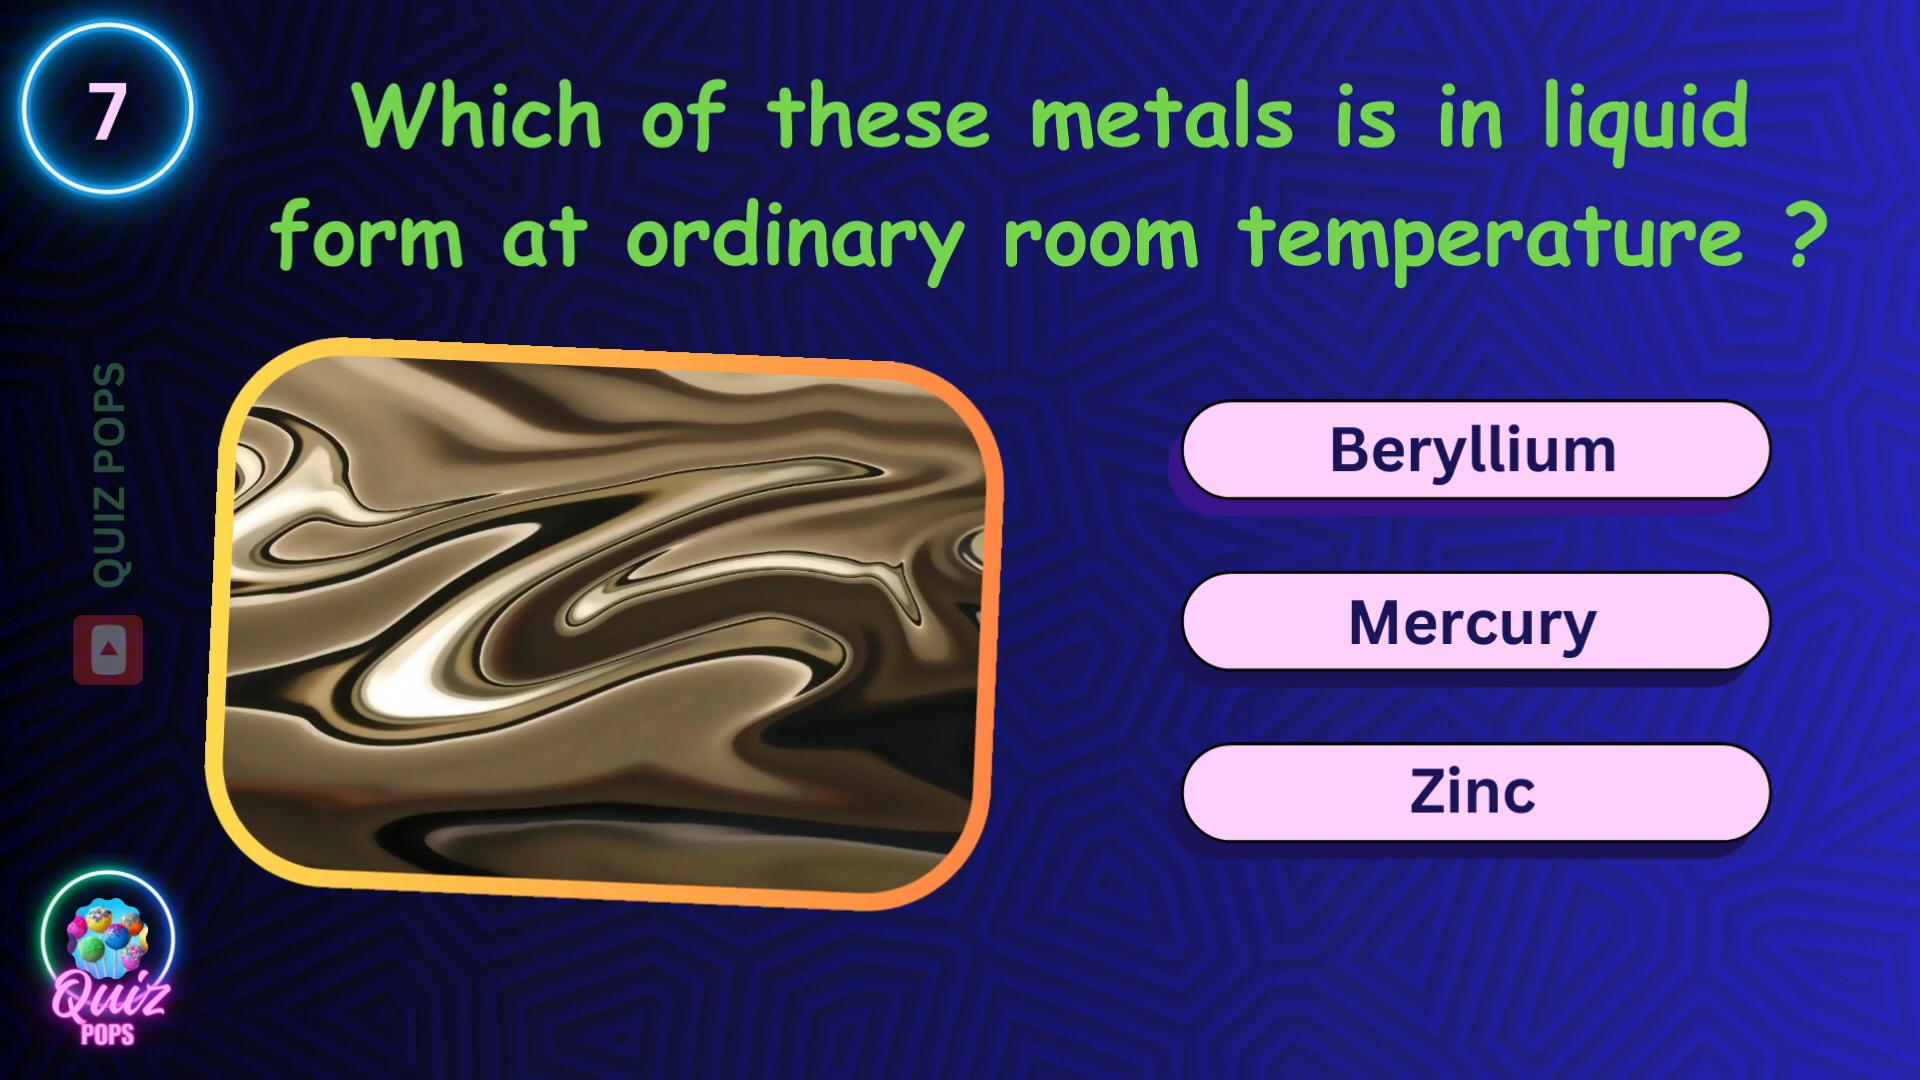 7
Which of these metals is in liquid
form at ordinary room temperature ?
QUIZ POPS
Beryllium
Mercury
Zinc
Quiz
POPS